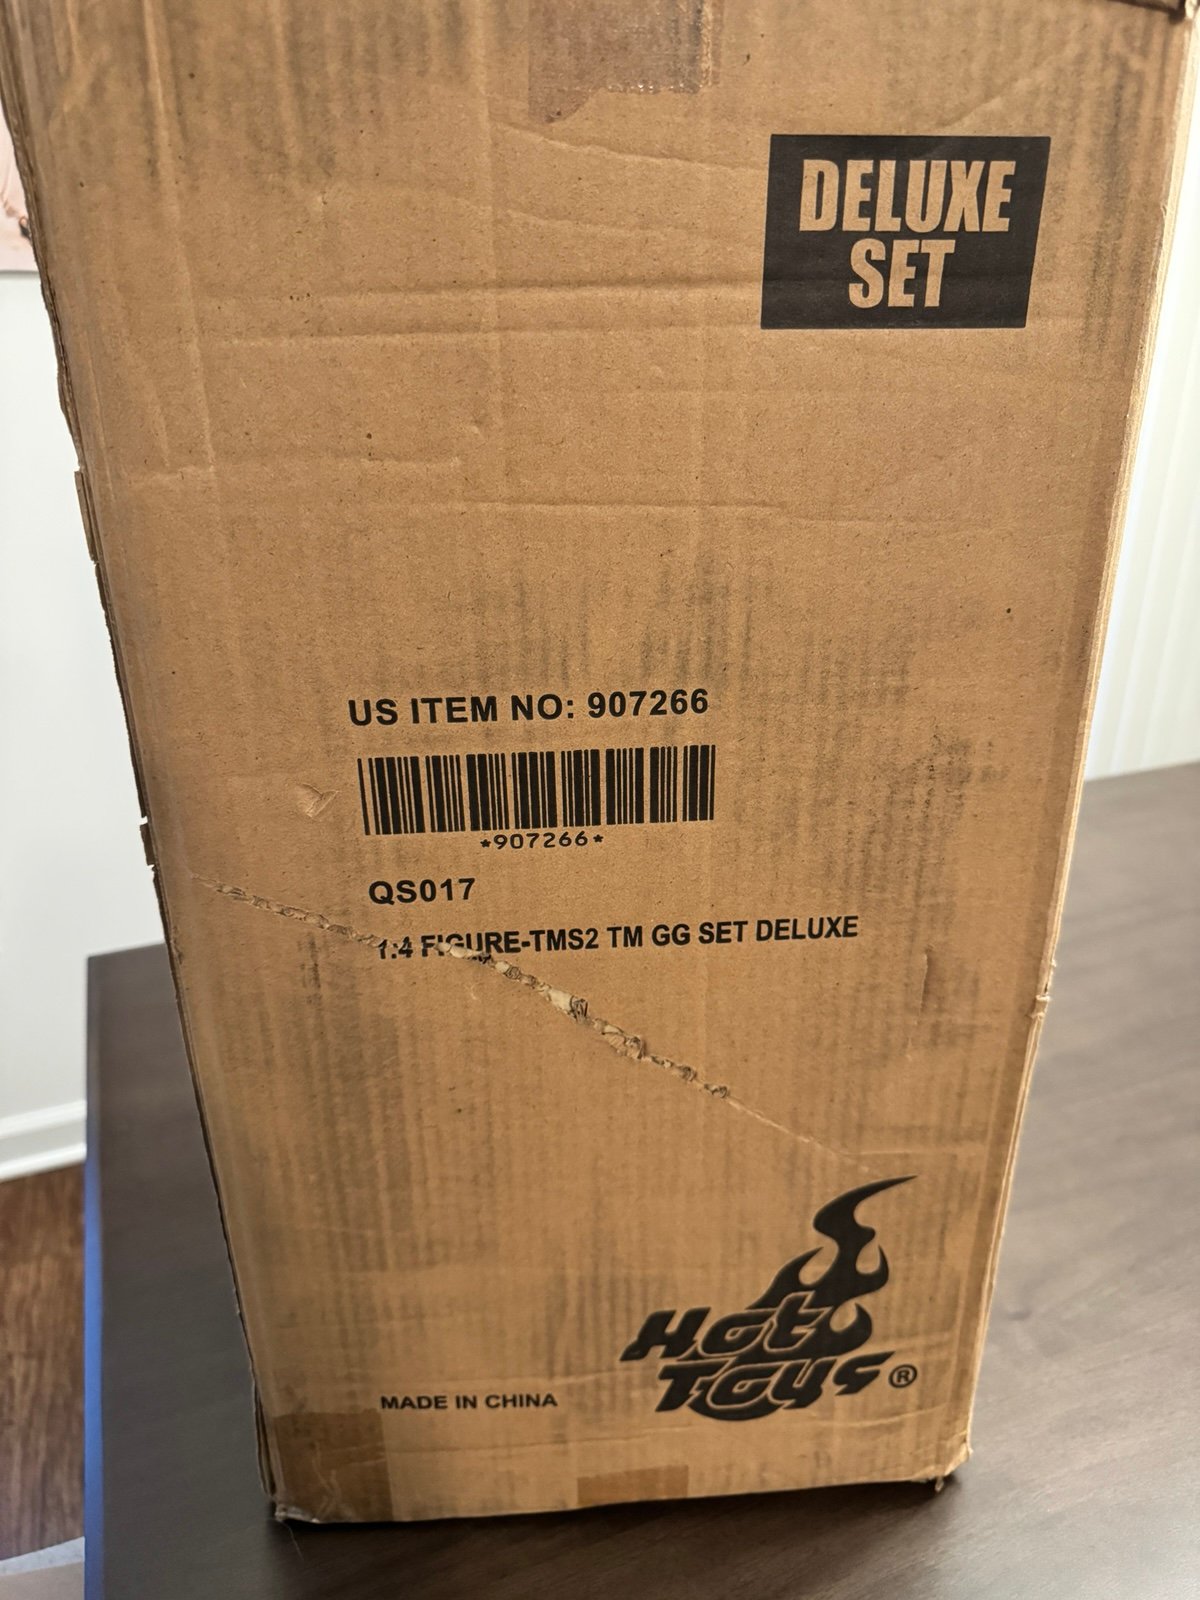 DELUXE
SET
US ITEM NO: 907266
*907266*
QS017
1:4 FIGURE-TMS2 TM GG SET DELUXE
Hot
Toys®
MADE IN CHINA